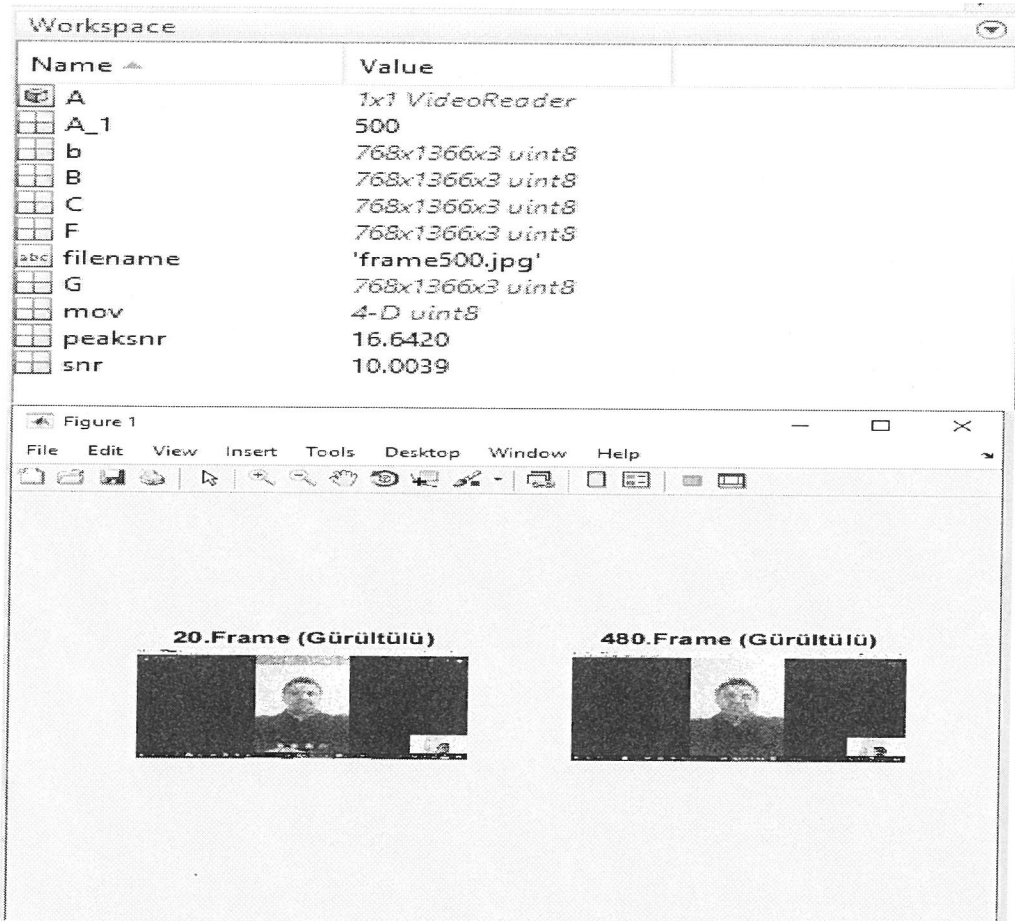 Workspace
Name Value
A 1x1 VideoReader
A_1 500
b 768x1366x3 uint8
B 768x1366x3 uint8
C 768x1366x3 uint8
F 768x1366x3 uint8
abc filename 'frame500.jpg'
G 768x1366x3 uint8
mov 4-D uint8
peaksnr 16.6420
snr 10.0039
Figure 1
File Edit View Insert Tools Desktop Window Help
20.Frame (Gürültülü) 480.Frame (Gürültülü)